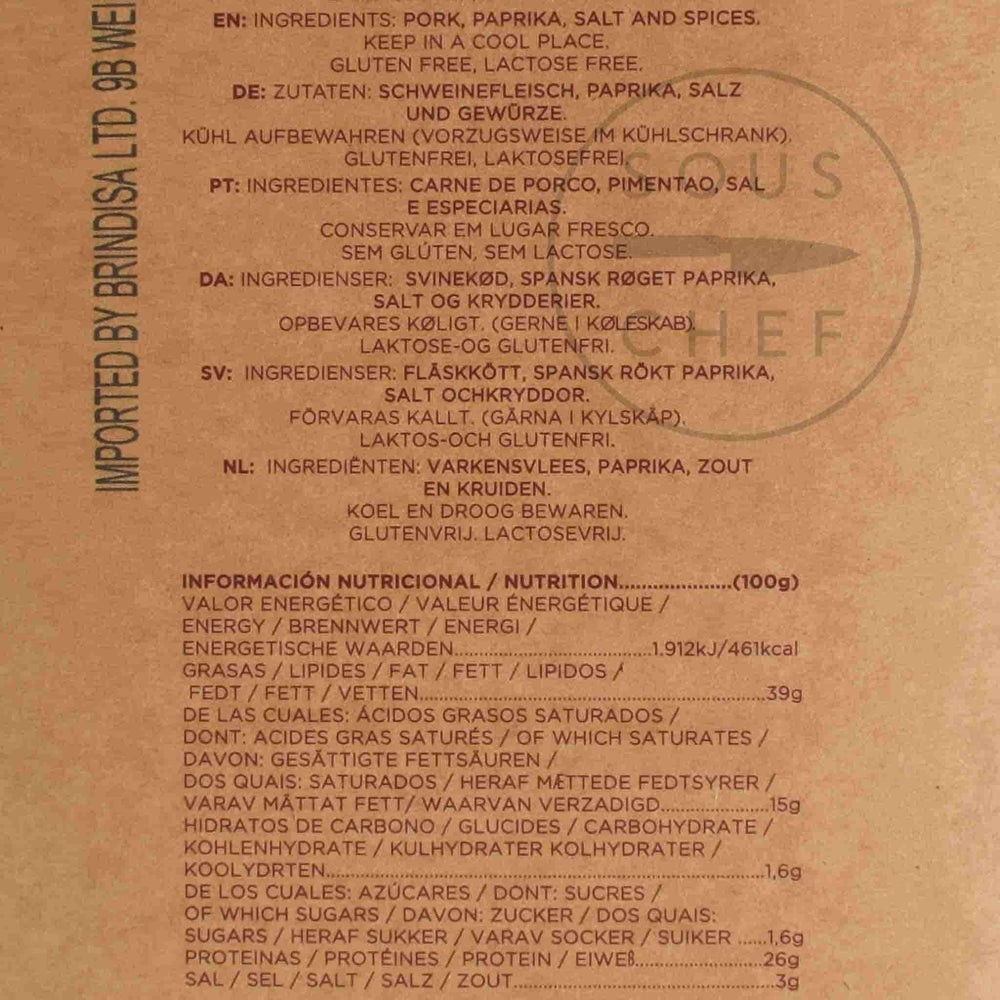 EN: INGREDIENTS: PORK, PAPRIKA, SALT AND SPICES.
KEEP IN A COOL PLACE.
GLUTEN FREE, LACTOSE FREE.
DE: ZUTATEN: SCHWEINEFLEISCH, PAPRIKA, SALZ
UND GEWÜRZE.
KÜHL AUFBEWAHREN (VORZUGSWEISE IM KÜHLSCHRANK).
GLUTENFREI, LAKTOSEFREI.
PT: INGREDIENTES: CARNE DE PORCO, PIMENTAO, SAL
E ESPECIARIAS.
CONSERVAR EM LUGAR FRESCO.
SEM GLÚTEN, SEM LACTOSE.
DA: INGREDIENSER: SVINEKØD, SPANSK RØGET PAPRIKA,
SALT OG KRYDDERIER.
OPBEVARES KØLIGT. (GERNE I KØLESKAB).
LAKTOSE-OG GLUTENFRI.
SV: INGREDIENSER: FLÄSKKÖTT, SPANSK RÖKT PAPRIKA,
SALT OCHKRYDDOR.
FÖRVARAS KALLT. (GÄRNA I KYLSKÅP).
LAKTOS-OCH GLUTENFRI.
NL: INGREDIËNTEN: VARKENSVLEES, PAPRIKA, ZOUT
EN KRUIDEN.
KOEL EN DROOG BEWAREN.
GLUTENVRIJ. LACTOSEVRIJ.
INFORMACIÓN NUTRICIONAL / NUTRITION....................(100g)
VALOR ENERGÉTICO / VALEUR ÉNERGÉTIQUE /
ENERGY / BRENNWERT / ENERGI /
ENERGETISCHE WAARDEN....................1.912kJ/461kcal
GRASAS / LIPIDES / FAT / FETT / LIPIDOS /
FEDT / FETT / VETTEN....................39g
DE LAS CUALES: ÁCIDOS GRASOS SATURADOS /
DONT: ACIDES GRAS SATURÉS / OF WHICH SATURATES /
DAVON: GESÄTTIGTE FETTSÄUREN /
DOS QUAIS: SATURADOS / HERAF MÆTTEDE FEDTSYRER /
VARAV MÄTTAT FETT/ WAARVAN VERZADIGD....................15g
HIDRATOS DE CARBONO / GLUCIDES / CARBOHYDRATE /
KOHLENHYDRATE / KULHYDRATER KOLHYDRATER /
KOOLYDRTEN....................1,6g
DE LOS CUALES: AZÚCARES / DONT: SUCRES /
OF WHICH SUGARS / DAVON: ZUCKER / DOS QUAIS:
SUGARS / HERAF SUKKER / VARAV SOCKER / SUIKER ......1,6g
PROTEINAS / PROTÉINES / PROTEIN / EIWEß....................26g
SAL / SEL / SALT / SALZ / ZOUT....................3g
IMPORTED BY BRINDISA LTD. 9B
SOUS
CHEF